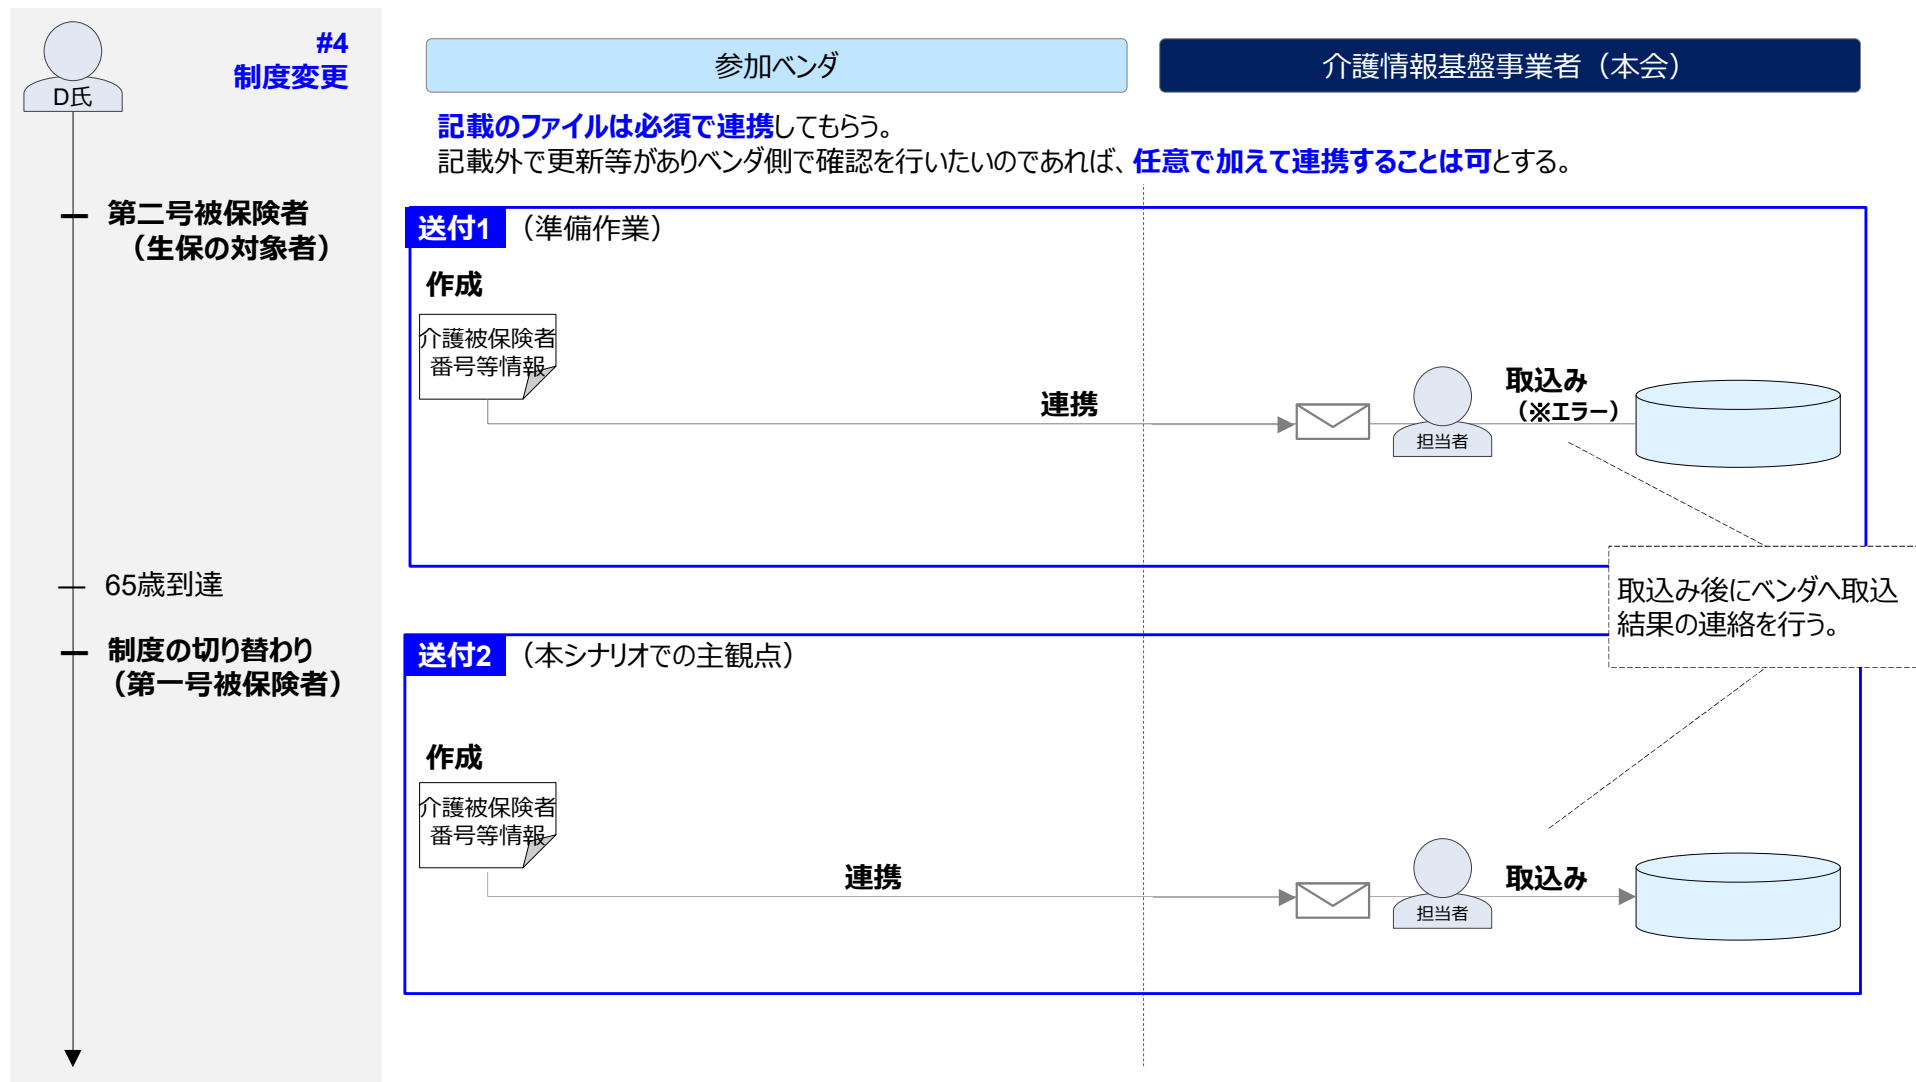 #4
制度変更
D氏
第二号被保険者
（生保の対象者）
65歳到達
制度の切り替わり
（第一号被保険者）
参加ベンダ
介護情報基盤事業者（本会）
記載のファイルは必須で連携してもらう。
記載外で更新等がありベンダ側で確認を行いたいのであれば、任意で加えて連携することは可とする。
送付1 （準備作業）
作成
介護被保険者
番号等情報
連携
担当者
取込み
（※エラー）
取込み後にベンダへ取込
結果の連絡を行う。
送付2 （本シナリオでの主観点）
作成
介護被保険者
番号等情報
連携
担当者
取込み